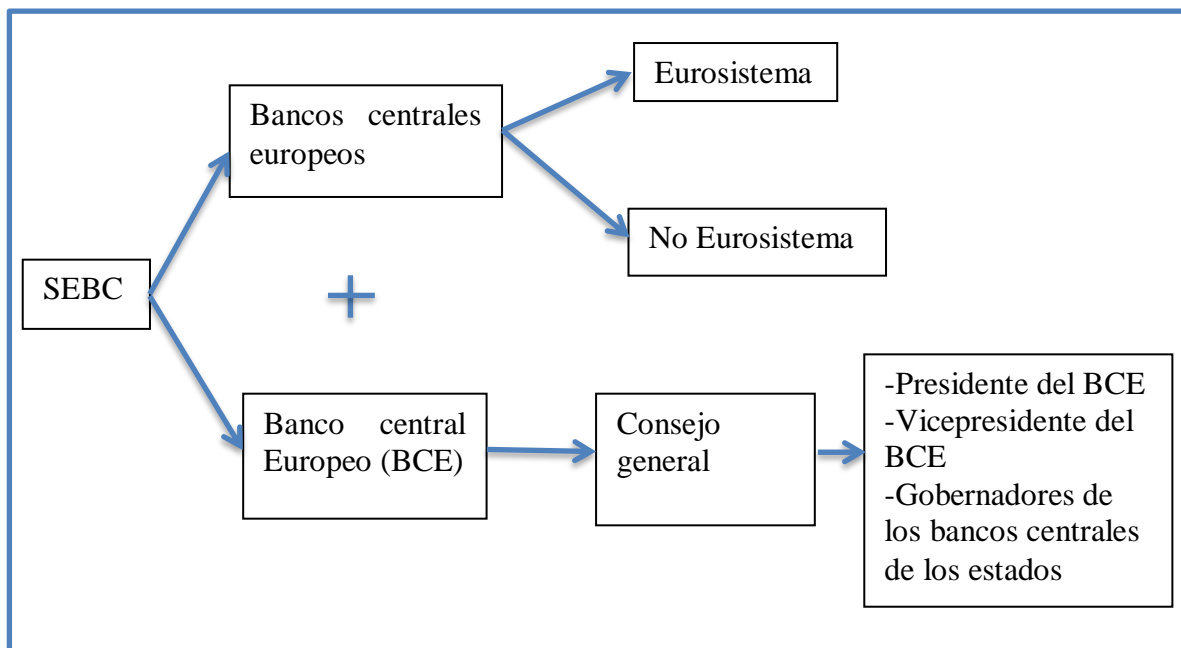 Eurosistema
Bancos centrales
europeos
No Eurosistema
SEBC
Banco central
Europeo (BCE)
Consejo
general
-Presidente del BCE
-Vicepresidente del
BCE
-Gobernadores de
los bancos centrales
de los estados